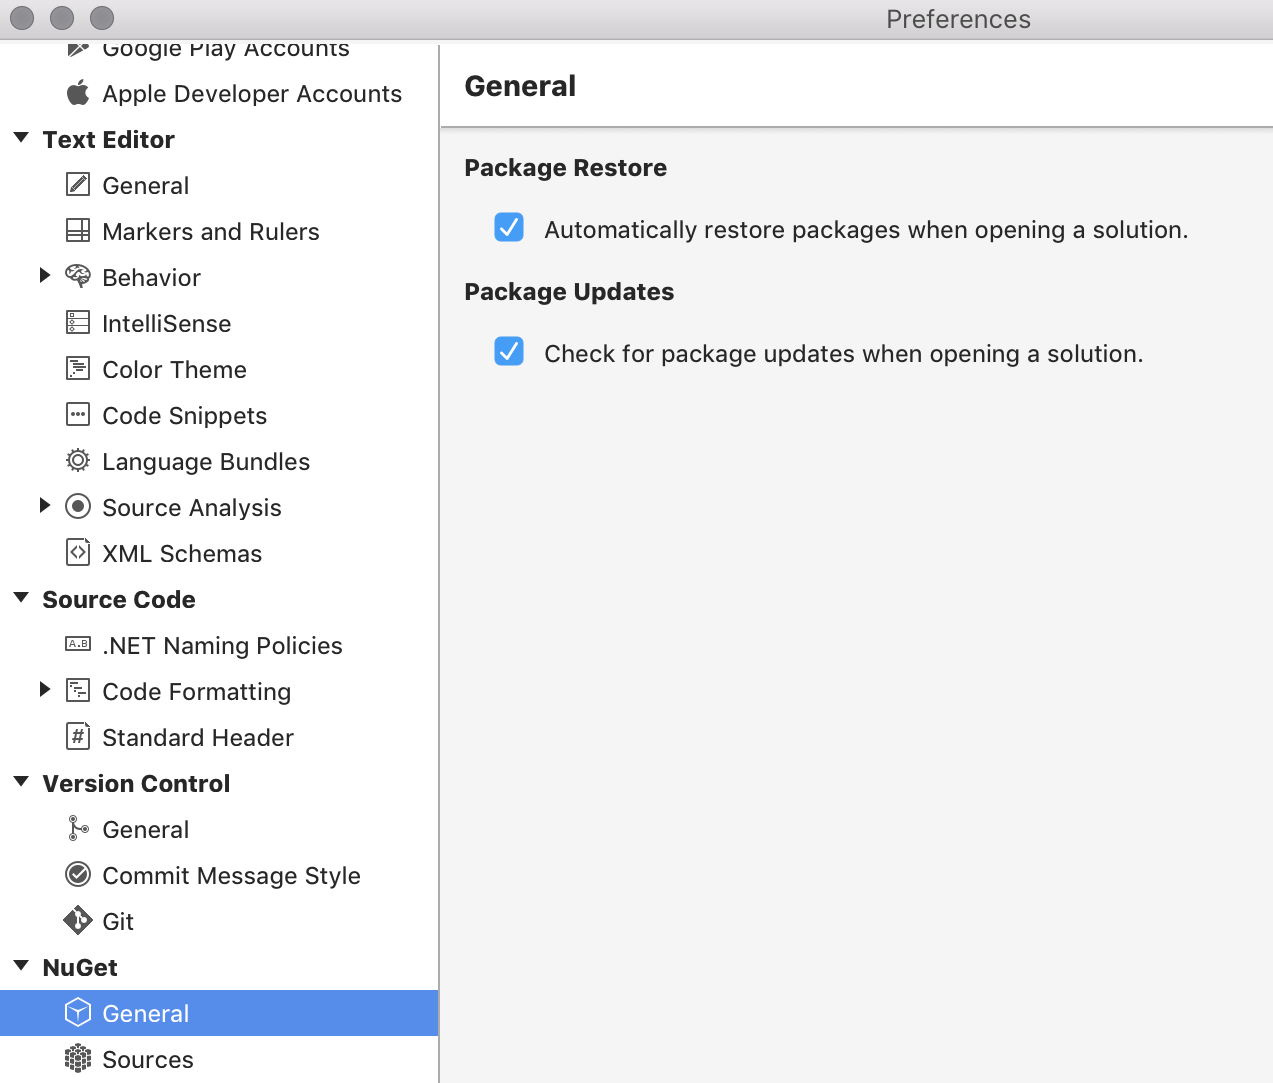 Preferences
Google Play Accounts
Apple Developer Accounts
Text Editor
General
Markers and Rulers
Behavior
IntelliSense
Color Theme
Code Snippets
Language Bundles
Source Analysis
XML Schemas
Source Code
A.B .NET Naming Policies
Code Formatting
# Standard Header
Version Control
General
Commit Message Style
Git
NuGet
General
Sources
General
Package Restore
Automatically restore packages when opening a solution.
Package Updates
Check for package updates when opening a solution.